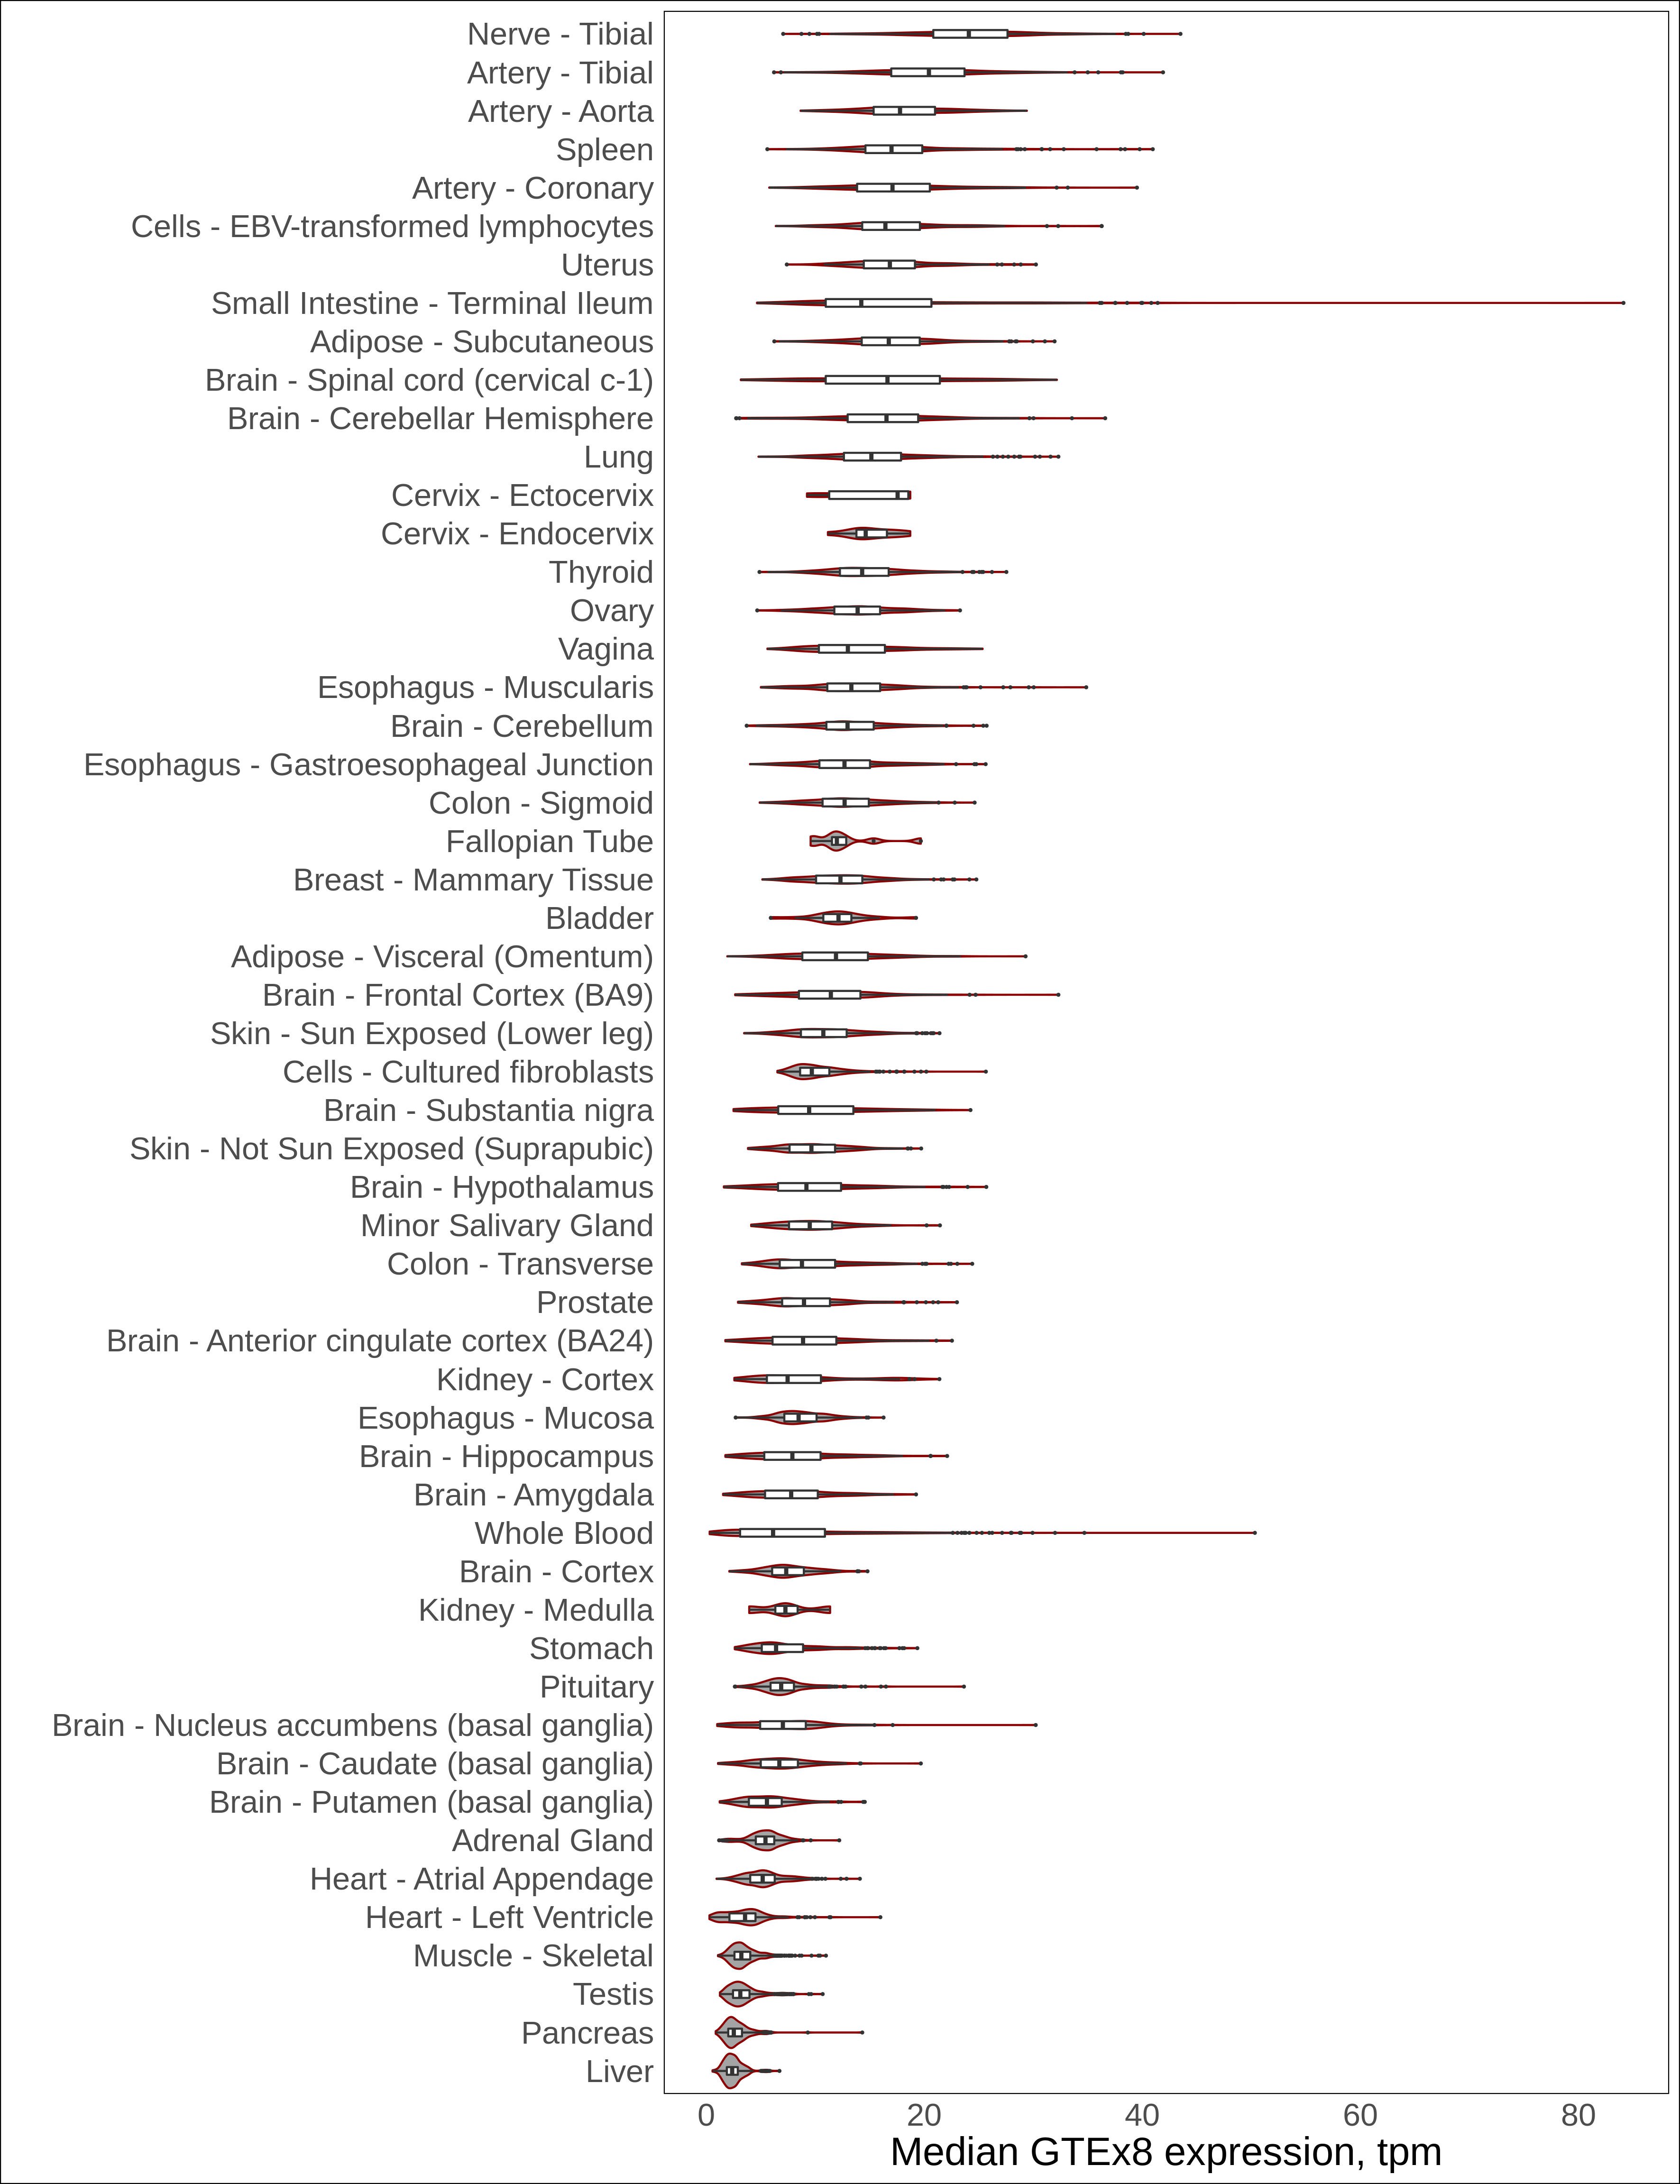 Nerve - Tibial
Artery - Tibial
Artery - Aorta
Spleen
Artery - Coronary
Cells - EBV-transformed lymphocytes
Uterus
Small Intestine - Terminal Ileum
Adipose - Subcutaneous
Brain - Spinal cord (cervical c-1)
Brain - Cerebellar Hemisphere
Lung
Cervix - Ectocervix
Cervix - Endocervix
Thyroid
Ovary
Vagina
Esophagus - Muscularis
Brain - Cerebellum
Esophagus - Gastroesophageal Junction
Colon - Sigmoid
Fallopian Tube
Breast - Mammary Tissue
Bladder
Adipose - Visceral (Omentum)
Brain - Frontal Cortex (BA9)
Skin - Sun Exposed (Lower leg)
Cells - Cultured fibroblasts
Brain - Substantia nigra
Skin - Not Sun Exposed (Suprapubic)
Brain - Hypothalamus
Minor Salivary Gland
Colon - Transverse
Prostate
Brain - Anterior cingulate cortex (BA24)
Kidney - Cortex
Esophagus - Mucosa
Brain - Hippocampus
Brain - Amygdala
Whole Blood
Brain - Cortex
Kidney - Medulla
Stomach
Pituitary
Brain - Nucleus accumbens (basal ganglia)
Brain - Caudate (basal ganglia)
Brain - Putamen (basal ganglia)
Adrenal Gland
Heart - Atrial Appendage
Heart - Left Ventricle
Muscle - Skeletal
Testis
Pancreas
Liver
0 20 40 60 80
Median GTEx8 expression, tpm